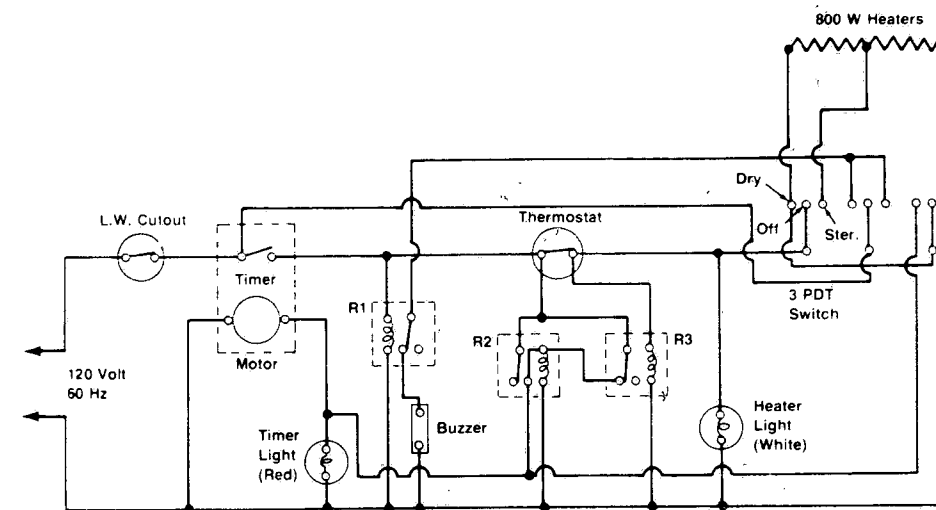 800 W Heaters
Dry
L.W. Cutout
Thermostat
Off
Ster.
Timer
3 PDT
Switch
R1
R2
R3
Motor
120 Volt
60 Hz
Buzzer
Heater
Light
(White)
Timer
Light
(Red)